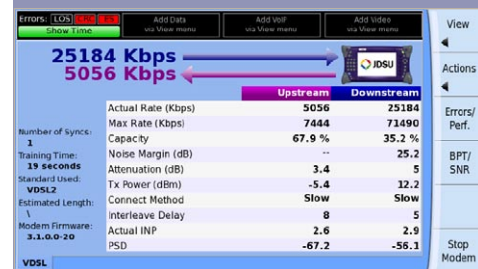 Errors: LOS CRC ES
Show Time
Add Data
via View menu
Add VoIP
via View menu
Add Video
via View menu
25184 Kbps
5056 Kbps
JDSU
Upstream Downstream
Actual Rate (Kbps) 5056 25184
Max Rate (Kbps) 7444 71490
Capacity 67.9 % 35.2 %
Noise Margin (dB) -- 25.2
Attenuation (dB) 3.4 5
Tx Power (dBm) -5.4 12.2
Connect Method Slow Slow
Interleave Delay 8 5
Actual INP 2.6 2.9
PSD -67.2 -56.1
Number of Syncs:
1
Training Time:
19 seconds
Standard Used:
VDSL2
Estimated Length:
\
Modem Firmware:
3.1.0.0-20
VDSL
View
Actions
Errors/
Perf.
BPT/
SNR
Stop
Modem